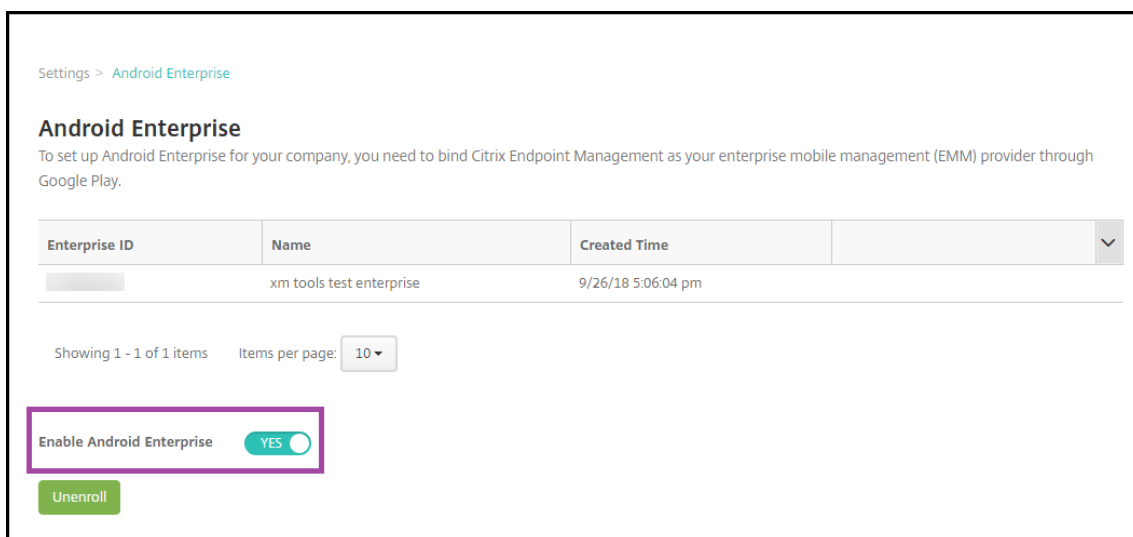 Settings > Android Enterprise
Android Enterprise
To set up Android Enterprise for your company, you need to bind Citrix Endpoint Management as your enterprise mobile management (EMM) provider through
Google Play.
Enterprise ID Name Created Time
xm tools test enterprise 9/26/18 5:06:04 pm
Showing 1 - 1 of 1 items Items per page: 10
Enable Android Enterprise YES
Unenroll